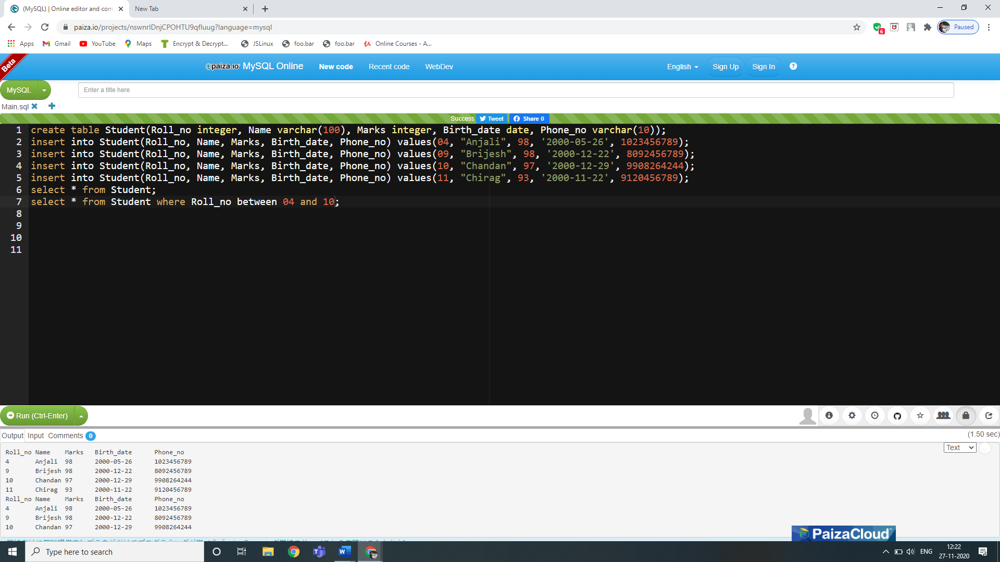 (MySQL) | Online editor and com
New Tab
paiza.io/projects/nswnrIDnjCPOHTU9qfluug?language=mysql
6
Paused
Apps Gmail YouTube Maps Encrypt & Decrypt... JSLinux foo.bar foo.bar Online Courses - A...
Beta
paiza.IO MySQL Online New code Recent code WebDev English Sign Up Sign In ?
MySQL
Enter a title here
Main.sql
Success Tweet Share 0
1 create table Student(Roll_no integer, Name varchar(100), Marks integer, Birth_date date, Phone_no varchar(10));
2 insert into Student(Roll_no, Name, Marks, Birth_date, Phone_no) values(04, "Anjali", 98, '2000-05-26', 1023456789);
3 insert into Student(Roll_no, Name, Marks, Birth_date, Phone_no) values(09, "Brijesh", 98, '2000-12-22', 8092456789);
4 insert into Student(Roll_no, Name, Marks, Birth_date, Phone_no) values(10, "Chandan", 97, '2000-12-29', 9908264244);
5 insert into Student(Roll_no, Name, Marks, Birth_date, Phone_no) values(11, "Chirag", 93, '2000-11-22', 9120456789);
6 select * from Student;
7 select * from Student where Roll_no between 04 and 10;
8
9
10
11
Run (Ctrl-Enter)
Output Input Comments 0
(1.50 sec)
Text
Roll_no Name Marks Birth_date Phone_no
4 Anjali 98 2000-05-26 1023456789
9 Brijesh 98 2000-12-22 8092456789
10 Chandan 97 2000-12-29 9908264244
11 Chirag 93 2000-11-22 9120456789
Roll_no Name Marks Birth_date Phone_no
4 Anjali 98 2000-05-26 1023456789
9 Brijesh 98 2000-12-22 8092456789
10 Chandan 97 2000-12-29 9908264244
PaizaCloud
Type here to search
ENG
12:22
27-11-2020